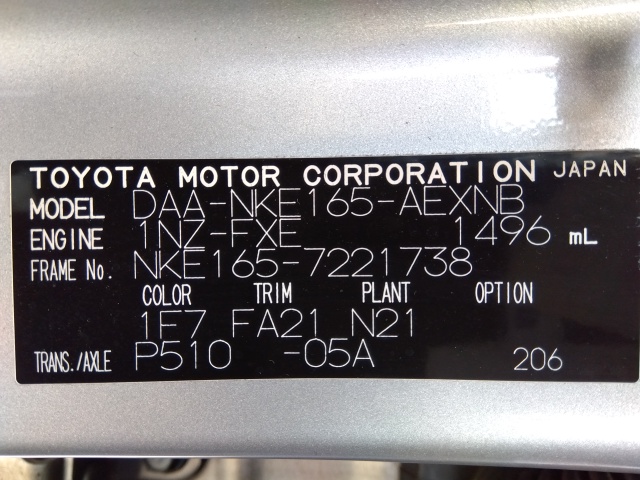 TOYOTA MOTOR CORPORATION JAPAN
MODEL DAA-NKE165-AEXNB
ENGINE 1NZ-FXE 1496 mL
FRAME No. NKE165-7221738
COLOR TRIM PLANT OPTION
1F7 FA21 N21
TRANS./AXLE P510 -05A 206